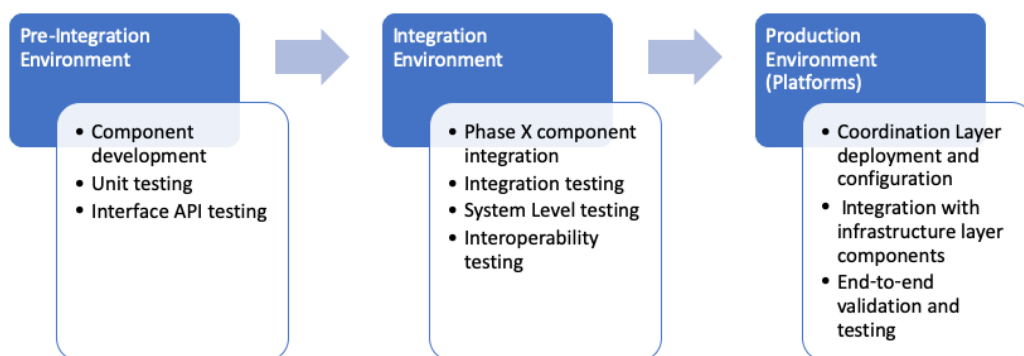 Pre-Integration
Environment
• Component
development
• Unit testing
• Interface API testing
Integration
Environment
• Phase X component
integration
• Integration testing
• System Level testing
• Interoperability
testing
Production
Environment
(Platforms)
• Coordination Layer
deployment and
configuration
• Integration with
infrastructure layer
components
• End-to-end
validation and
testing